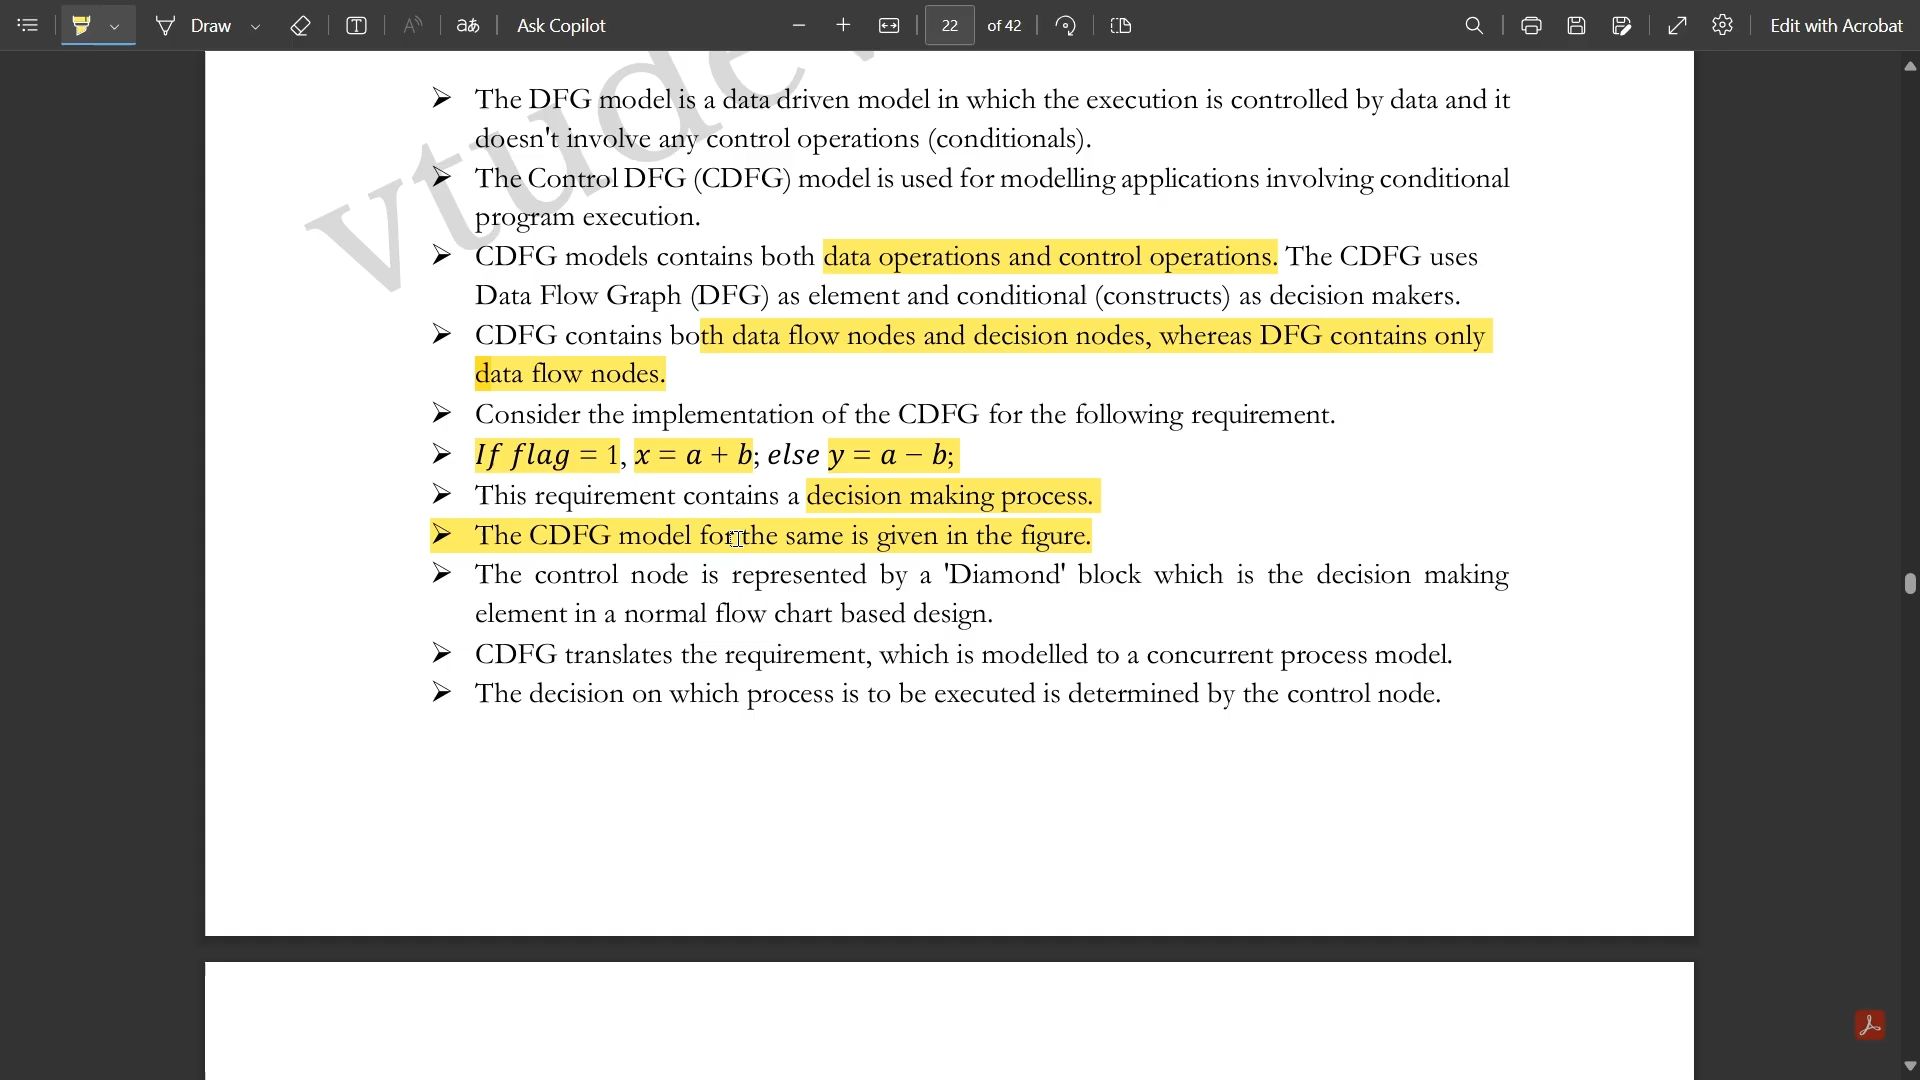 Draw
A
aあ
Ask Copilot
22
of 42
Edit with Acrobat
vtudev
➢ The DFG model is a data driven model in which the execution is controlled by data and it
doesn't involve any control operations (conditionals).
➢ The Control DFG (CDFG) model is used for modelling applications involving conditional
program execution.
➢ CDFG models contains both data operations and control operations. The CDFG uses
Data Flow Graph (DFG) as element and conditional (constructs) as decision makers.
➢ CDFG contains both data flow nodes and decision nodes, whereas DFG contains only
data flow nodes.
➢ Consider the implementation of the CDFG for the following requirement.
➢ If flag = 1, x = a + b; else y = a − b;
➢ This requirement contains a decision making process.
➢ The CDFG model for the same is given in the figure.
➢ The control node is represented by a 'Diamond' block which is the decision making
element in a normal flow chart based design.
➢ CDFG translates the requirement, which is modelled to a concurrent process model.
➢ The decision on which process is to be executed is determined by the control node.